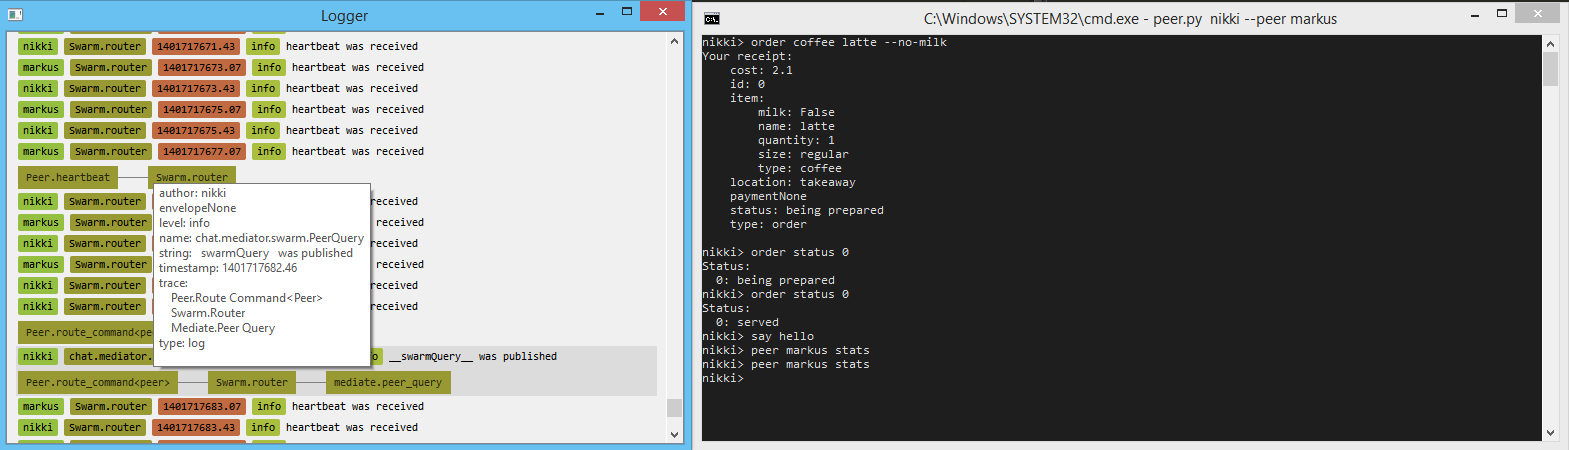 Logger
nikki Swarm.router 1401717671.43 info heartbeat was received
markus Swarm.router 1401717673.07 info heartbeat was received
nikki Swarm.router 1401717673.43 info heartbeat was received
markus Swarm.router 1401717675.07 info heartbeat was received
nikki Swarm.router 1401717675.43 info heartbeat was received
markus Swarm.router 1401717677.07 info heartbeat was received
Peer.heartbeat Swarm.router
nikki Swarm.router received
markus Swarm.router received
nikki Swarm.router received
markus Swarm.router received
nikki Swarm.router received
nikki Swarm.router received
author: nikki
envelopeNone
level: info
name: chat.mediator.swarm.PeerQuery
string: swarmQuery was published
timestamp: 1401717682.46
trace:
Peer.Route Command<Peer>
Swarm.Router
Mediate.Peer Query
type: log
Peer.route_command<pe
nikki chat.mediator. o __swarmQuery__ was published
Peer.route_command<peer> Swarm.router mediate.peer_query
markus Swarm.router 1401717683.07 info heartbeat was received
nikki Swarm.router 1401717683.43 info heartbeat was received
C:\Windows\SYSTEM32\cmd.exe - peer.py nikki --peer markus
nikki> order coffee latte --no-milk
Your receipt:
cost: 2.1
id: 0
item:
milk: False
name: latte
quantity: 1
size: regular
type: coffee
location: takeaway
paymentNone
status: being prepared
type: order
nikki> order status 0
Status:
0: being prepared
nikki> order status 0
Status:
0: served
nikki> say hello
nikki> peer markus stats
nikki> peer markus stats
nikki>